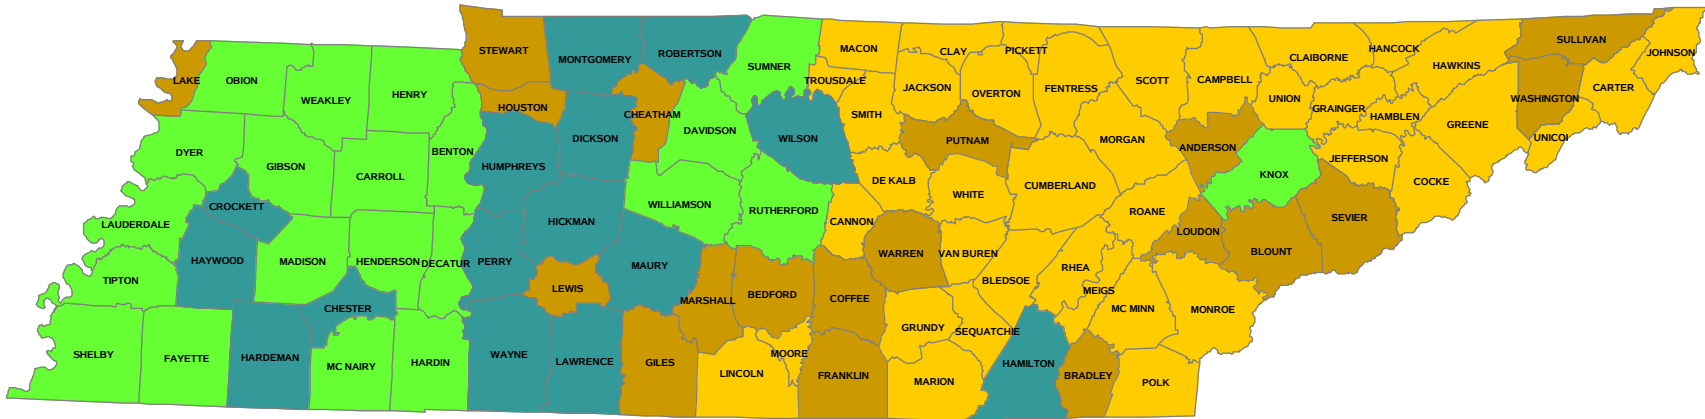 STEWART
MONTGOMERY
ROBERTSON
SUMNER
MACON
CLAY
PICKETT
SCOTT
CAMPBELL
CLAIBORNE
HANCOCK
HAWKINS
SULLIVAN
JOHNSON
LAKE
OBION
WEAKLEY
HENRY
HOUSTON
CHEATHAM
TROUSDALE
JACKSON
OVERTON
FENTRESS
UNION
GRAINGER
HAMBLEN
GREENE
WASHINGTON
CARTER
UNICOI
DYER
GIBSON
CARROLL
BENTON
HUMPHREYS
DICKSON
DAVIDSON
WILSON
SMITH
PUTNAM
MORGAN
ANDERSON
KNOX
JEFFERSON
COCKE
LAUDERDALE
CROCKETT
HICKMAN
WILLIAMSON
RUTHERFORD
CANNON
DE KALB
WHITE
CUMBERLAND
ROANE
LOUDON
BLOUNT
SEVIER
TIPTON
HAYWOOD
MADISON
HENDERSON
DECATUR
PERRY
LEWIS
MAURY
MARSHALL
BEDFORD
COFFEE
WARREN
VAN BUREN
BLEDSOE
RHEA
MEIGS
MC MINN
MONROE
SHELBY
FAYETTE
HARDEMAN
CHESTER
MC NAIRY
HARDIN
WAYNE
LAWRENCE
GILES
LINCOLN
MOORE
FRANKLIN
GRUNDY
SEQUATCHIE
MARION
HAMILTON
BRADLEY
POLK